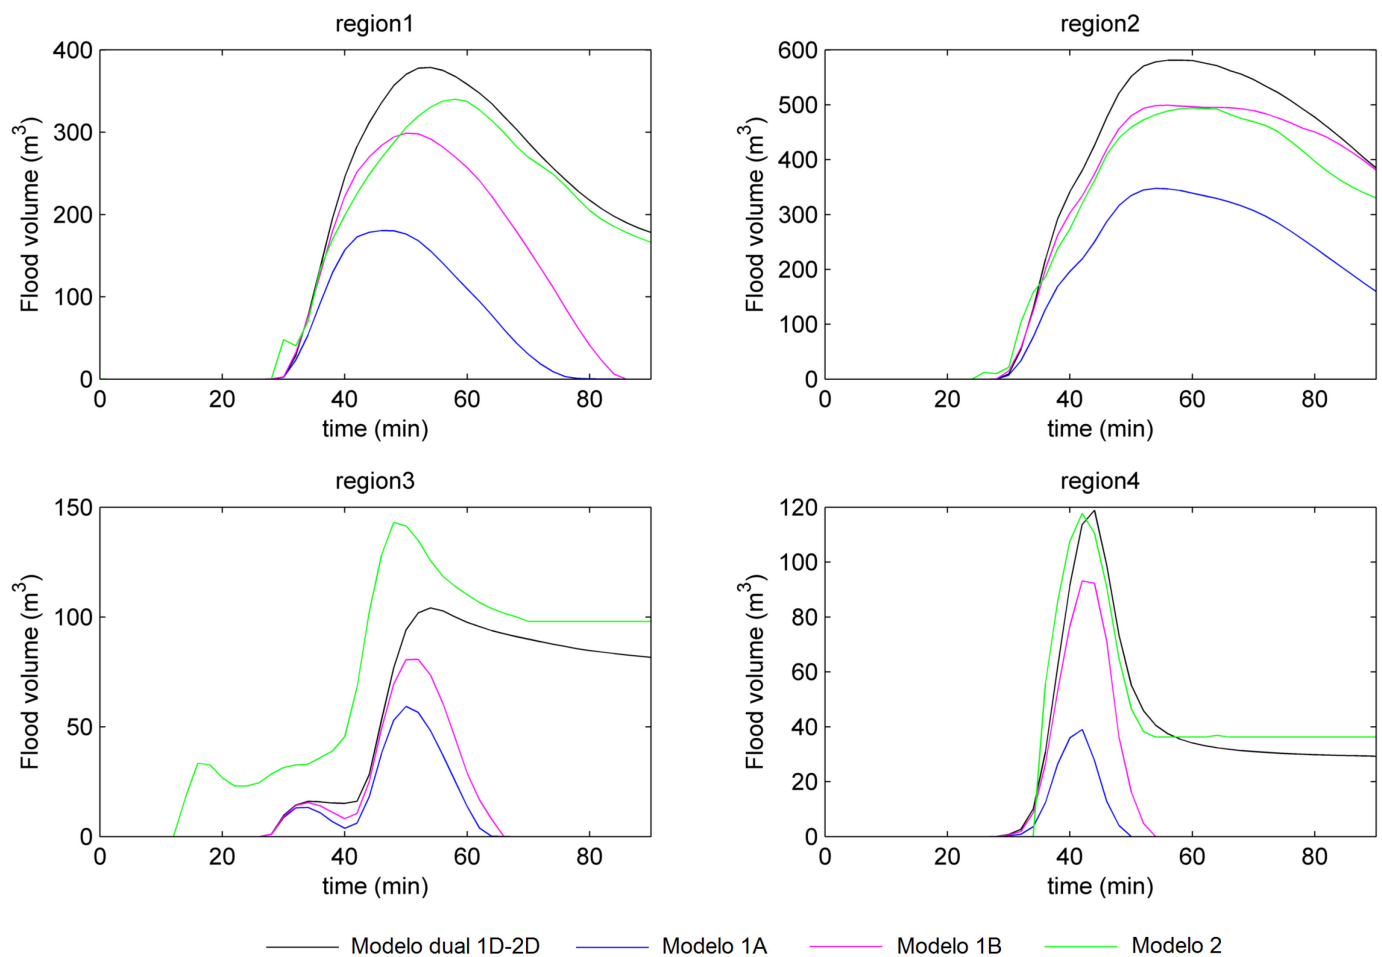 region1
region2
400
300
200
100
0
Flood volume (m³)
0 20 40 60 80
time (min)
600
500
400
300
200
100
0
Flood volume (m³)
0 20 40 60 80
time (min)
region3
region4
150
100
50
0
Flood volume (m³)
0 20 40 60 80
time (min)
120
100
80
60
40
20
0
Flood volume (m³)
0 20 40 60 80
time (min)
Modelo dual 1D-2D Modelo 1A Modelo 1B Modelo 2